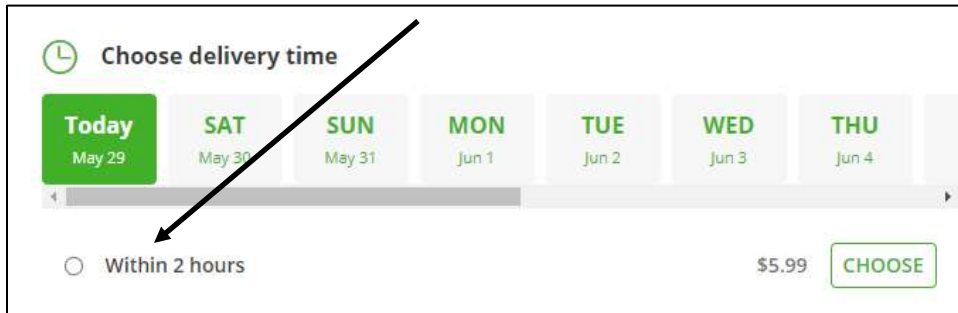 Choose delivery time
Today SAT SUN MON TUE WED THU
May 29 May 30 May 31 Jun 1 Jun 2 Jun 3 Jun 4
Within 2 hours $5.99 CHOOSE